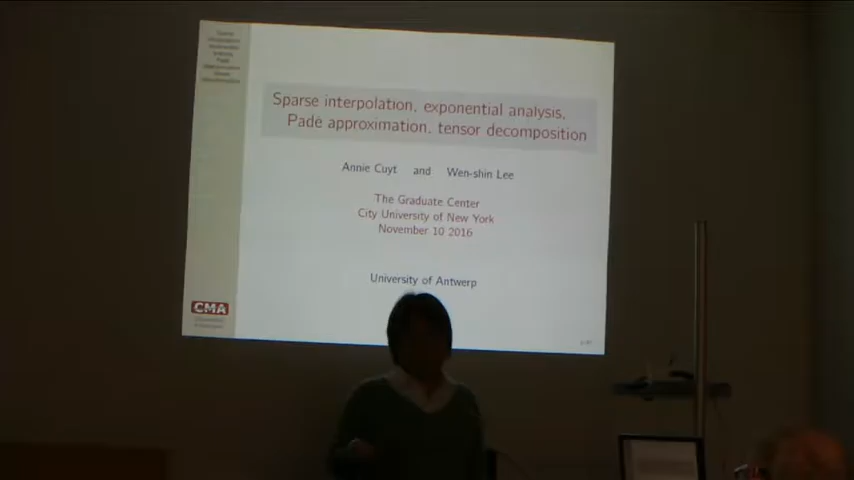 Sparse interpolation, exponential analysis,
Padé approximation, tensor decomposition
Annie Cuyt and Wen-shin Lee
The Graduate Center
City University of New York
November 10 2016
University of Antwerp
CMA